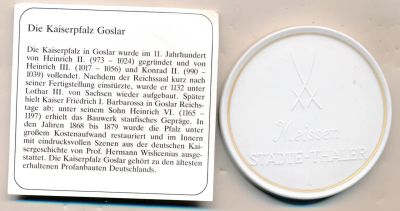 Die Kaiserpfalz Goslar
Die Kaiserpfalz in Goslar wurde im 11. Jahrhundert
von Heinrich II. (973 – 1024) gegründet und von
Heinrich III. (1017 – 1056) und Konrad II. (990 –
1039) vollendet. Nachdem der Reichssaal kurz nach
seiner Fertigstellung einstürzte, wurde er 1132 unter
Lothar III. von Sachsen wieder aufgebaut. Später
hielt Kaiser Friedrich I. Barbarossa in Goslar Reichs-
tage ab; unter seinem Sohn Heinrich VI. (1165 –
1197) erhielt das Bauwerk staufisches Gepräge. In
den Jahren 1868 bis 1879 wurde die Pfalz unter
großem Kostenaufwand restauriert und im Innern
mit eindrucksvollen Szenen aus der deutschen Kai-
sergeschichte von Prof. Hermann Wislicenius ausge-
stattet. Die Kaiserpfalz Goslar gehört zu den ältesten
erhaltenen Profanbauten Deutschlands.
Meissen
STÄDTE-THALER